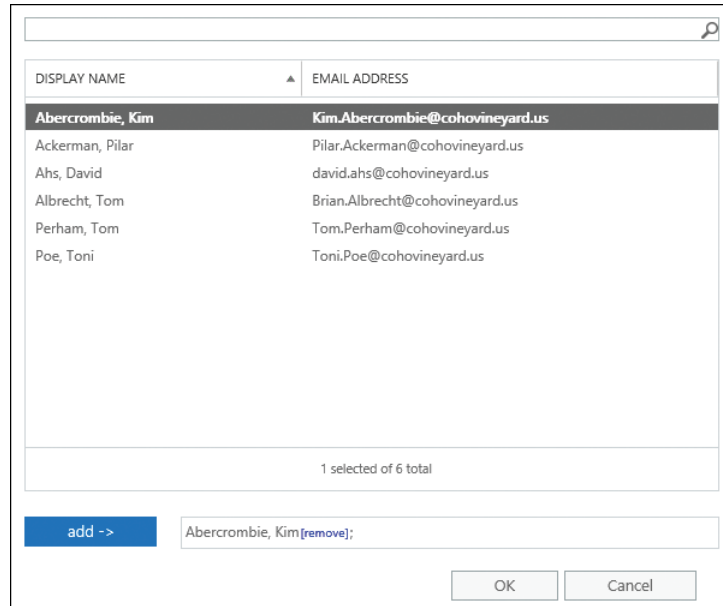 DISPLAY NAME EMAIL ADDRESS
Abercrombie, Kim Kim.Abercrombie@cohovineyard.us
Ackerman, Pilar Pilar.Ackerman@cohovineyard.us
Ahs, David david.ahs@cohovineyard.us
Albrecht, Tom Brian.Albrecht@cohovineyard.us
Perham, Tom Tom.Perham@cohovineyard.us
Poe, Toni Toni.Poe@cohovineyard.us
1 selected of 6 total
add -> Abercrombie, Kim[remove];
OK Cancel